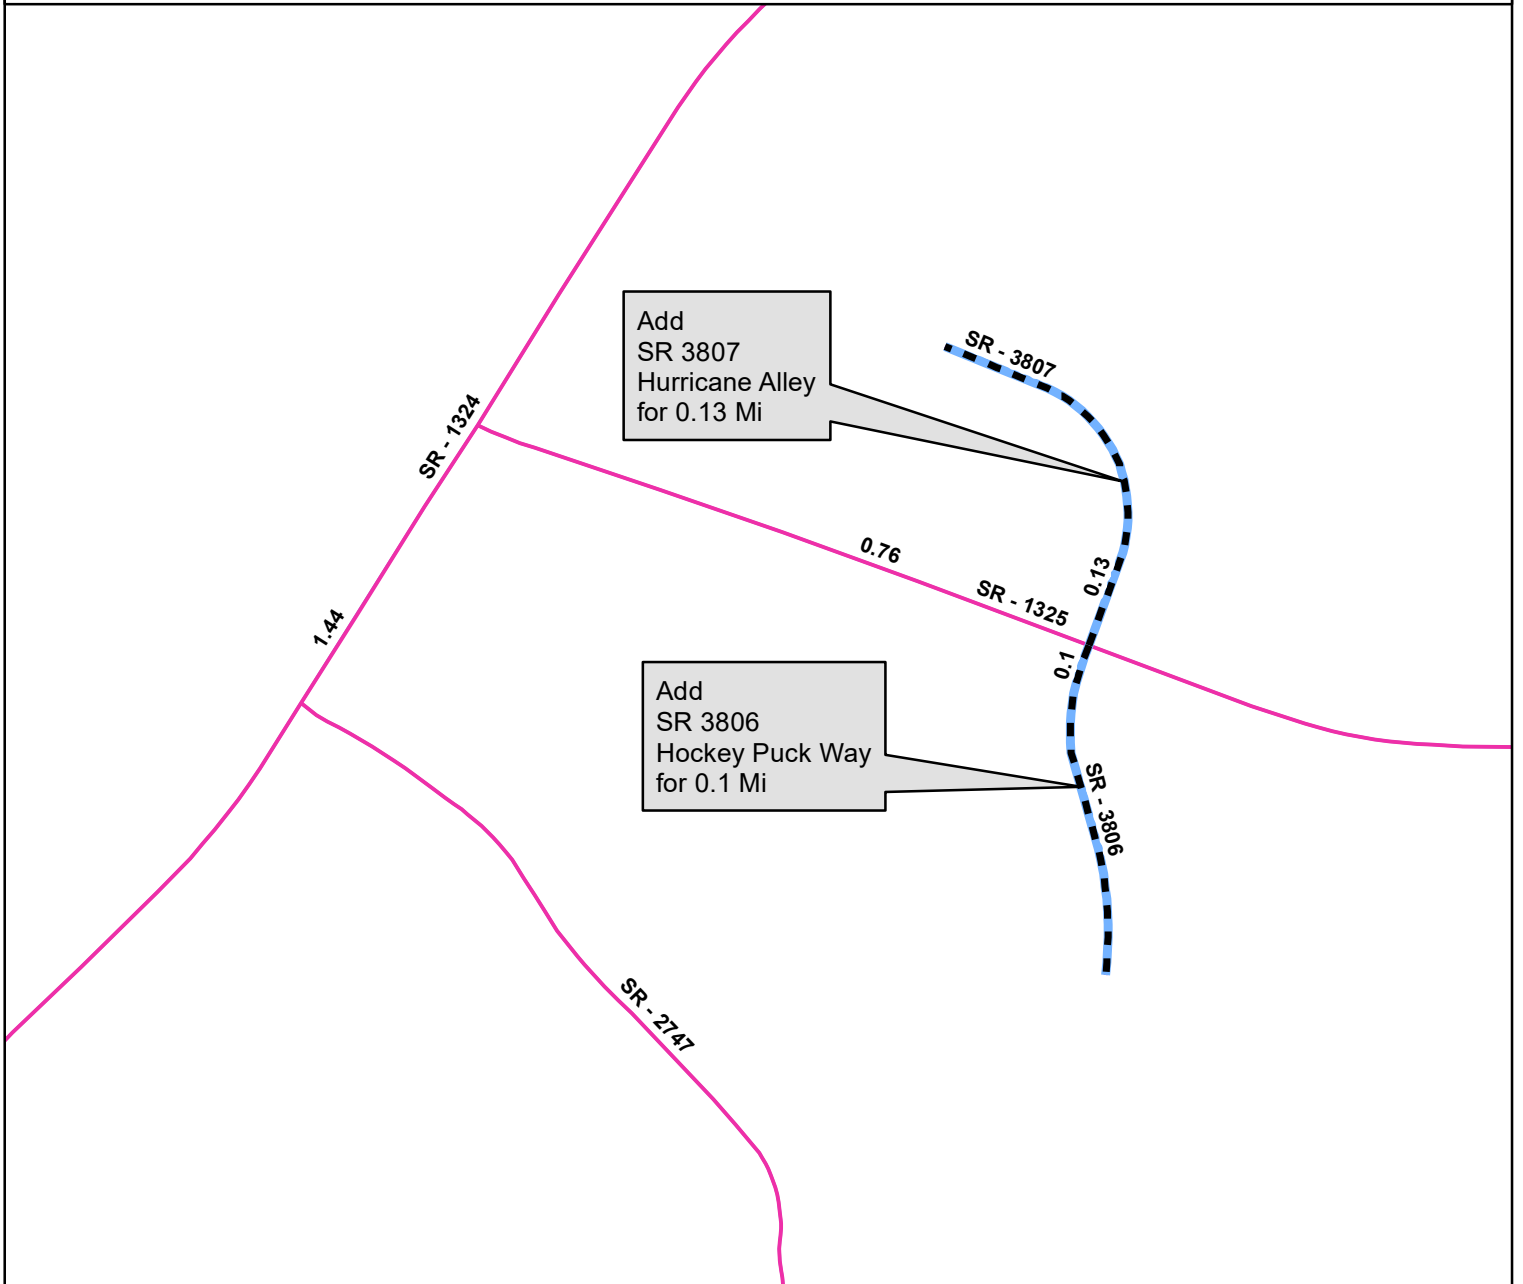 Add
SR 3807
Hurricane Alley
for 0.13 Mi
SR - 3807
SR - 1324
0.76
0.13
SR - 1325
1.44
0.1
Add
SR 3806
Hockey Puck Way
for 0.1 Mi
SR - 3806
SR - 2747